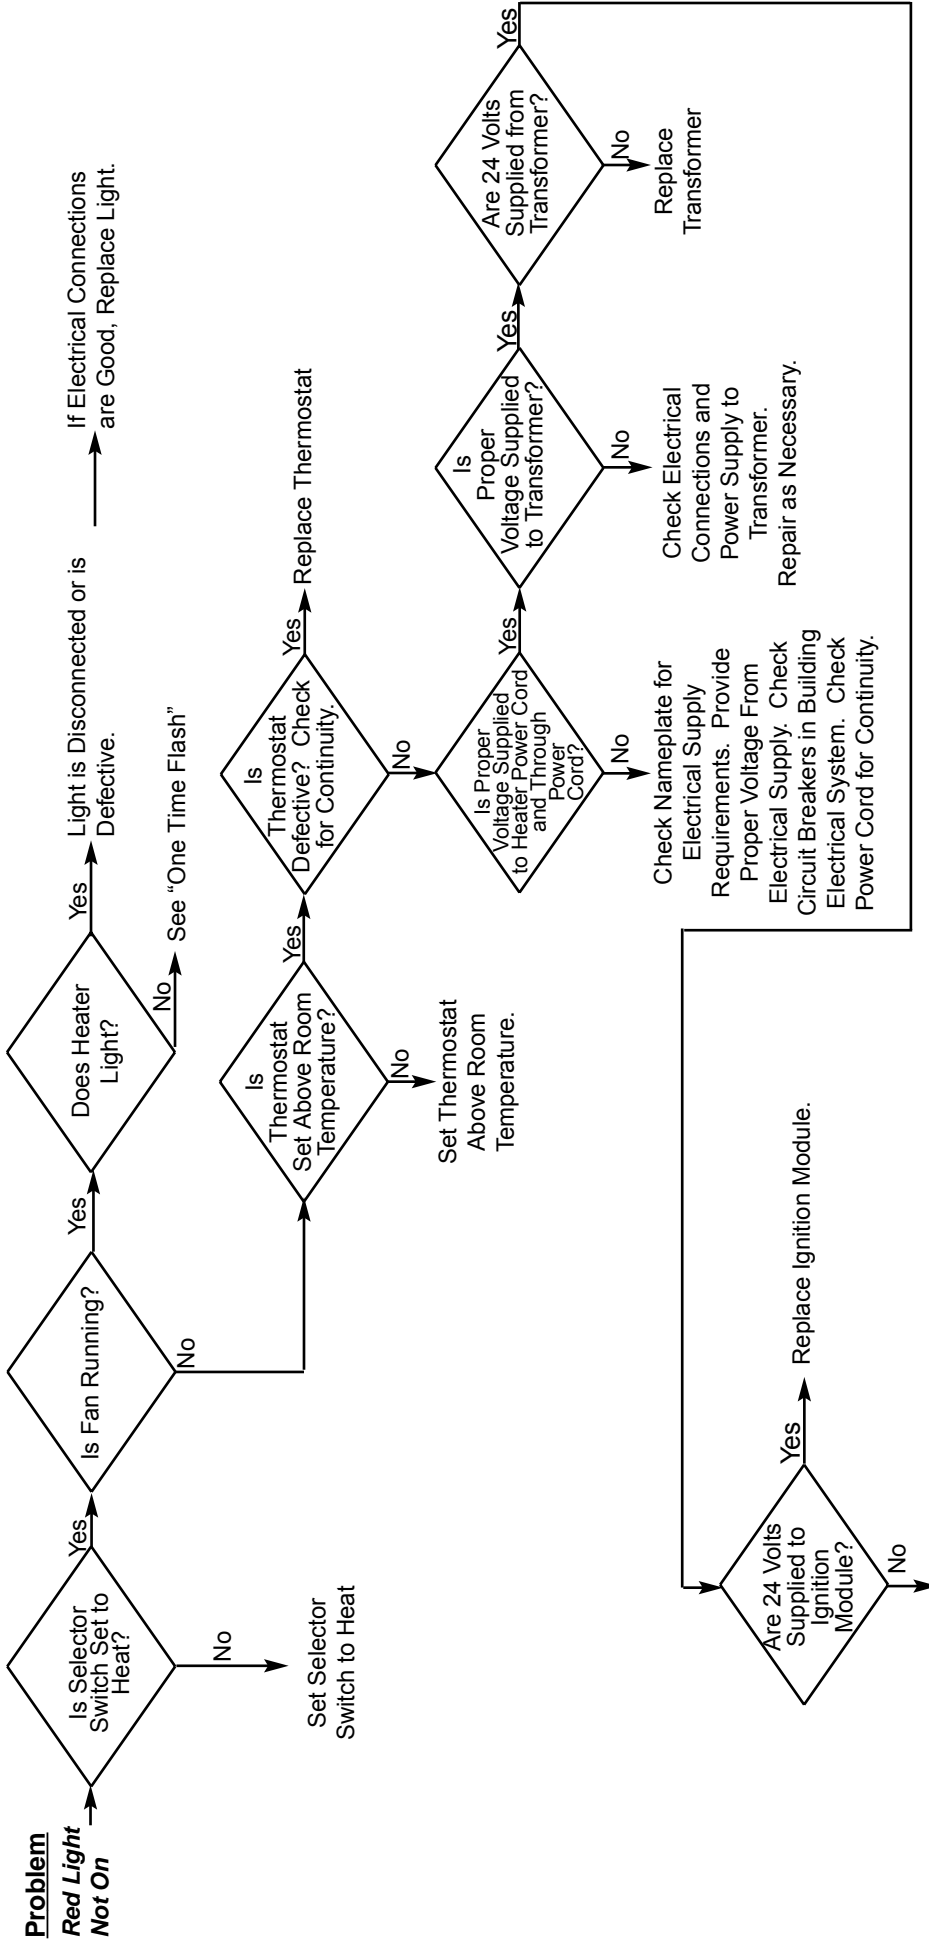 Problem
Red Light
Not On
Is Selector
Switch Set to
Heat?
Yes
No
Set Selector
Switch to Heat
Is Fan Running?
Yes
No
Does Heater
Light?
Yes
No
Light is Disconnected or is
Defective.
If Electrical Connections
are Good, Replace Light.
See “One Time Flash”
Is
Thermostat
Set Above Room
Temperature?
Yes
No
Set Thermostat
Above Room
Temperature.
Is
Thermostat
Defective? Check
for Continuity.
Yes
Replace Thermostat
No
Is Proper
Voltage Supplied
to Heater Power Cord
and Through
Power
Cord?
Yes
No
Check Nameplate for
Electrical Supply
Requirements. Provide
Proper Voltage From
Electrical Supply. Check
Circuit Breakers in Building
Electrical System. Check
Power Cord for Continuity.
Is
Proper
Voltage Supplied
to Transformer?
Yes
No
Check Electrical
Connections and
Power Supply to
Transformer.
Repair as Necessary.
Are 24 Volts
Supplied from
Transformer?
Yes
No
Replace
Transformer
Are 24 Volts
Supplied to
Ignition
Module?
Yes
Replace Ignition Module.
No